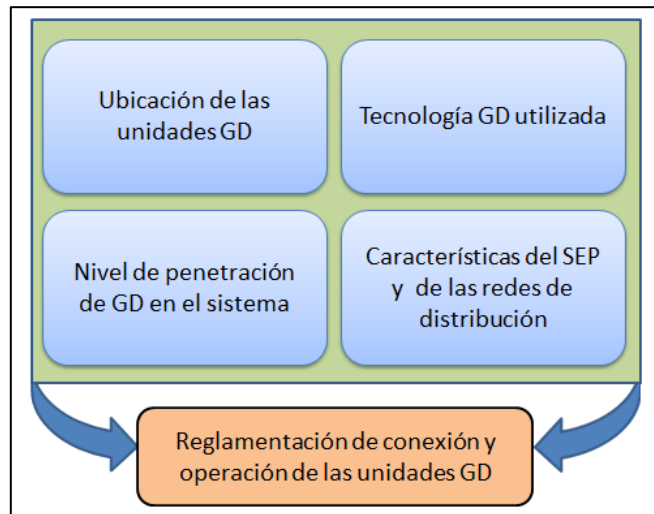 Ubicación de las
unidades GD
Tecnología GD utilizada
Nivel de penetración
de GD en el sistema
Características del SEP
y de las redes de
distribución
Reglamentación de conexión y
operación de las unidades GD